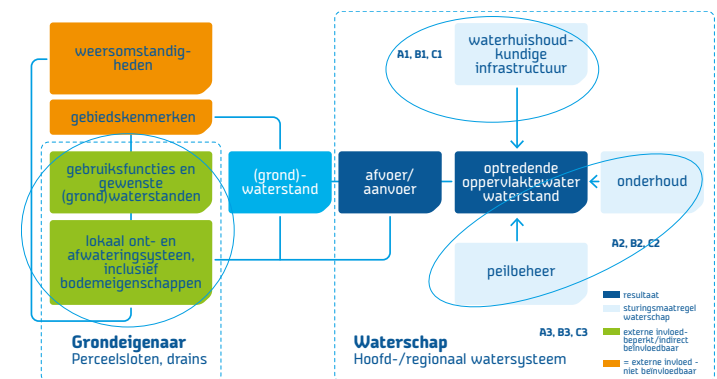 weersomstandig-
heden
gebiedskenmerken
gebruiksfuncties en
gewenste
(grond)waterstanden
lokaal ont- en
afwateringsysteen,
inclusief
bodemeigenschappen
Grondeigenaar
Perceelsloten, drains
(grond)-
waterstand
afvoer/
aanvoer
A1, B1, C1
waterhuishoud-
kundige
infrastructuur
optredende
oppervlaktewater
waterstand
onderhoud
A2, B2, C2
peilbeheer
A3, B3, C3
Waterschap
Hoofd-/regionaal watersysteem
resultaat
sturingsmaatregel
waterschap
externe invloed-
beperkt/indirect
beïnvloedbaar
= externe invloed -
niet beïnvloedbaar